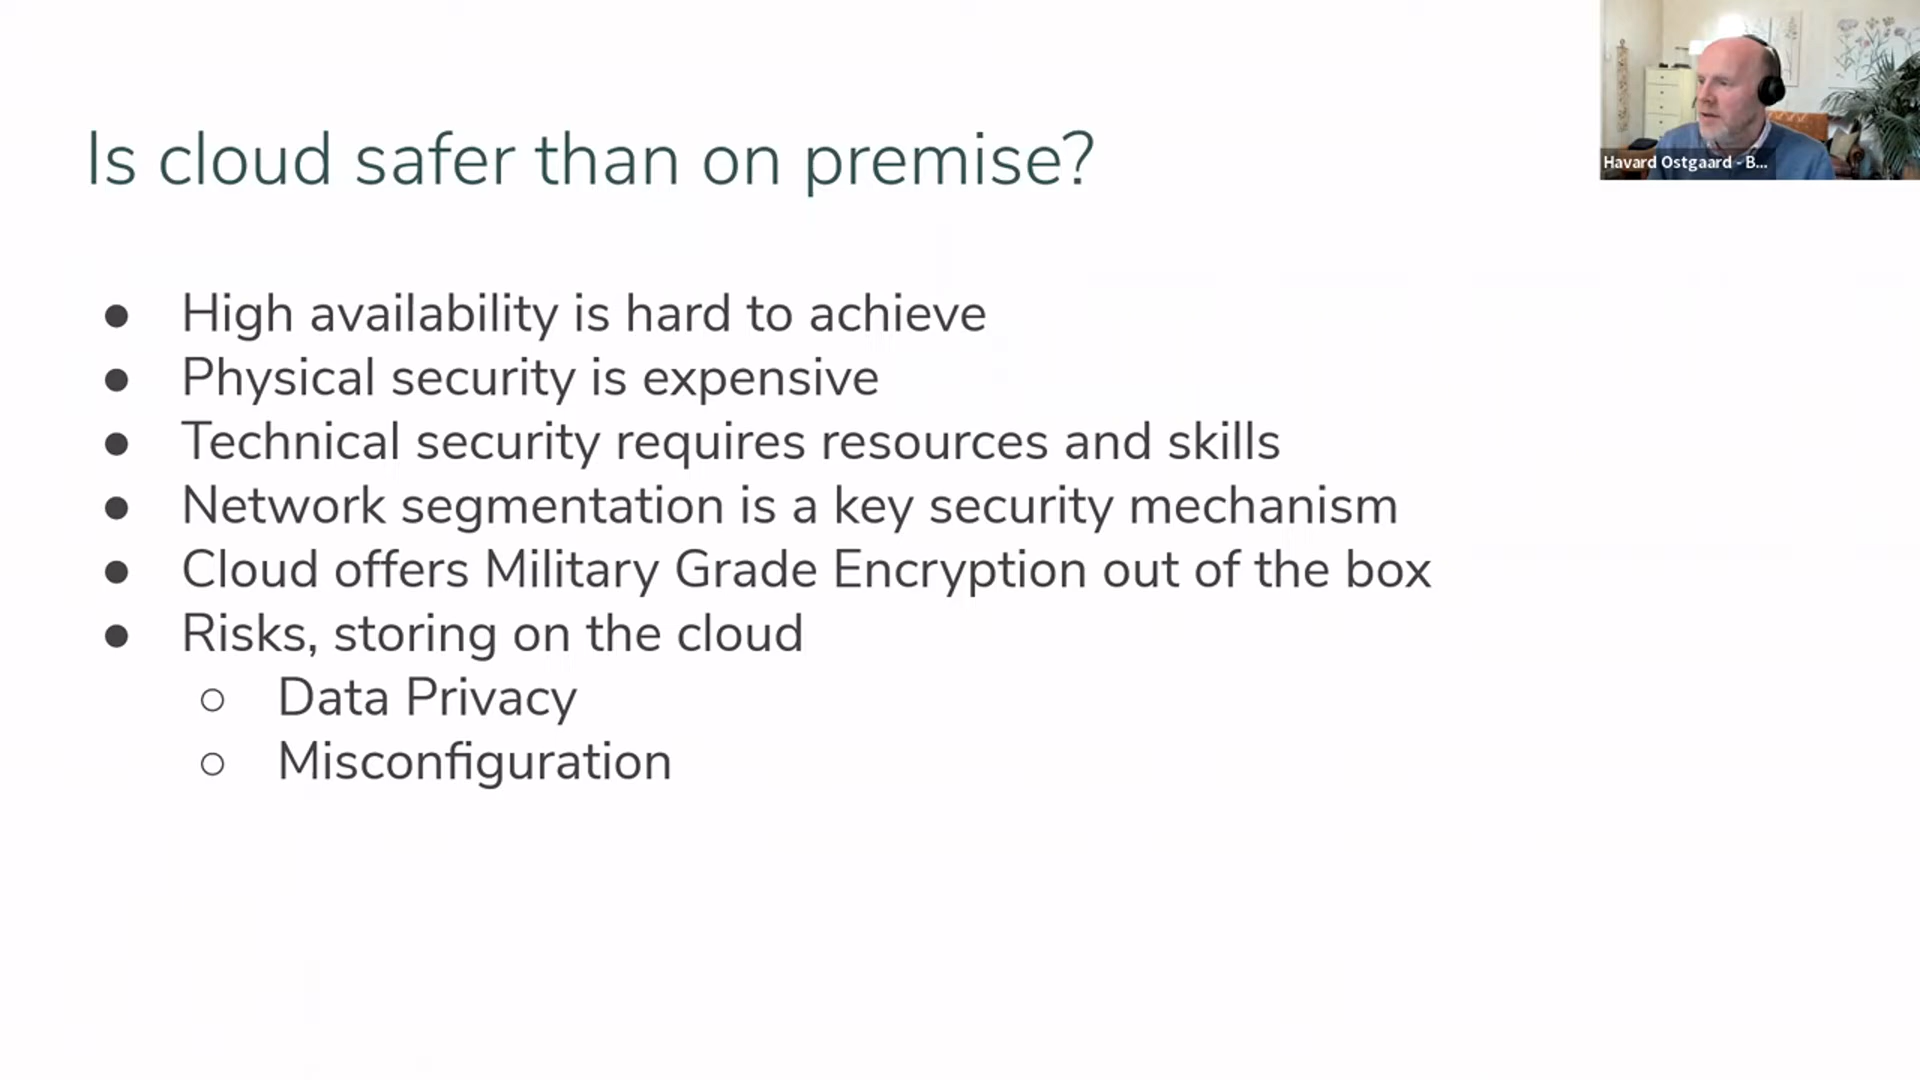 Is cloud safer than on premise?
Havard Ostgaard - B...
● High availability is hard to achieve
● Physical security is expensive
● Technical security requires resources and skills
● Network segmentation is a key security mechanism
● Cloud offers Military Grade Encryption out of the box
● Risks, storing on the cloud
○ Data Privacy
○ Misconfiguration